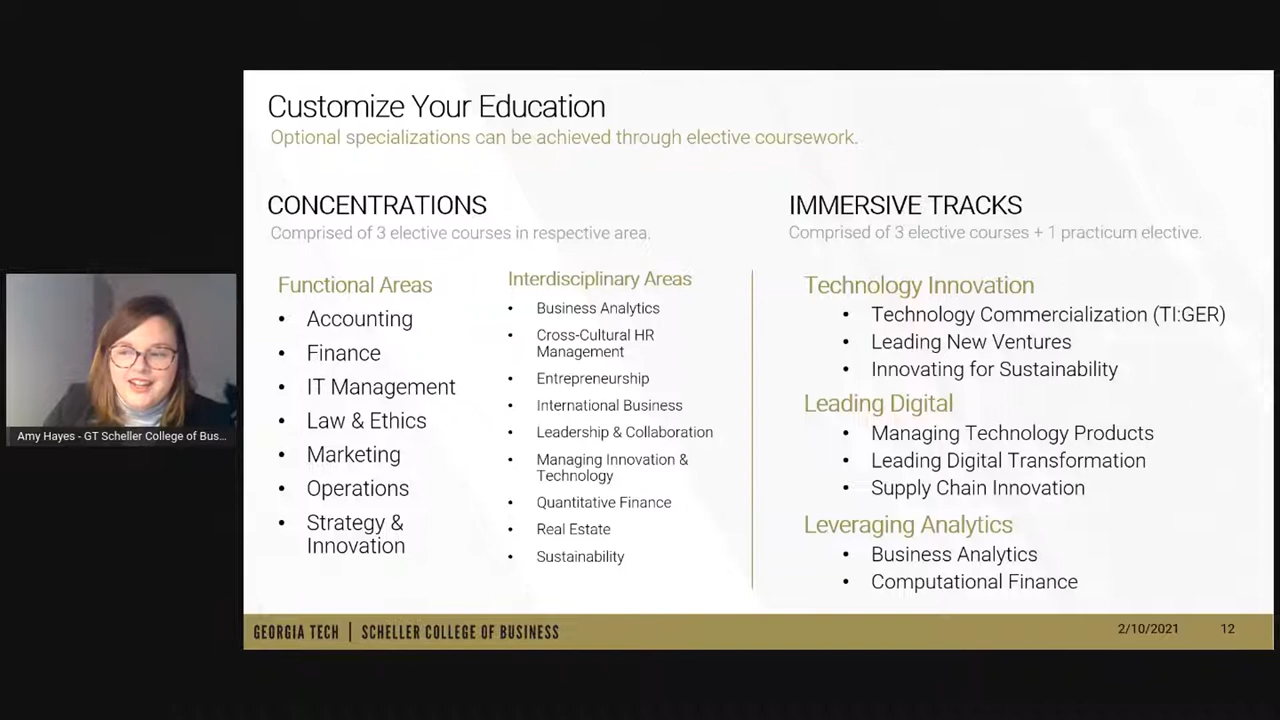 Customize Your Education
Optional specializations can be achieved through elective coursework.
CONCENTRATIONS
Comprised of 3 elective courses in respective area.
Functional Areas
• Accounting
• Finance
• IT Management
• Law & Ethics
• Marketing
• Operations
• Strategy &
Innovation
Interdisciplinary Areas
• Business Analytics
• Cross-Cultural HR
Management
• Entrepreneurship
• International Business
• Leadership & Collaboration
• Managing Innovation &
Technology
• Quantitative Finance
• Real Estate
• Sustainability
IMMERSIVE TRACKS
Comprised of 3 elective courses + 1 practicum elective.
Technology Innovation
• Technology Commercialization (TI:GER)
• Leading New Ventures
• Innovating for Sustainability
Leading Digital
• Managing Technology Products
• Leading Digital Transformation
• Supply Chain Innovation
Leveraging Analytics
• Business Analytics
• Computational Finance
Amy Hayes - GT Scheller College of Bus...
GEORGIA TECH | SCHELLER COLLEGE OF BUSINESS
2/10/2021 12